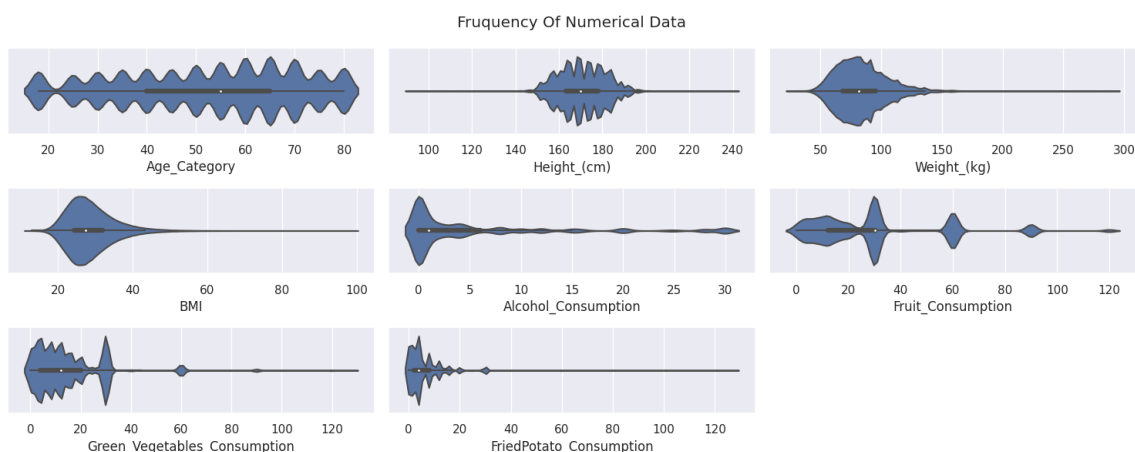 Fruquency Of Numerical Data
20 30 40 50 60 70 80
Age_Category
100 120 140 160 180 200 220 240
Height_(cm)
50 100 150 200 250 300
Weight_(kg)
20 40 60 80 100
BMI
0 5 10 15 20 25 30
Alcohol_Consumption
0 20 40 60 80 100 120
Fruit_Consumption
0 20 40 60 80 100 120
Green_Vegetables_Consumption
0 20 40 60 80 100 120
FriedPotato_Consumption